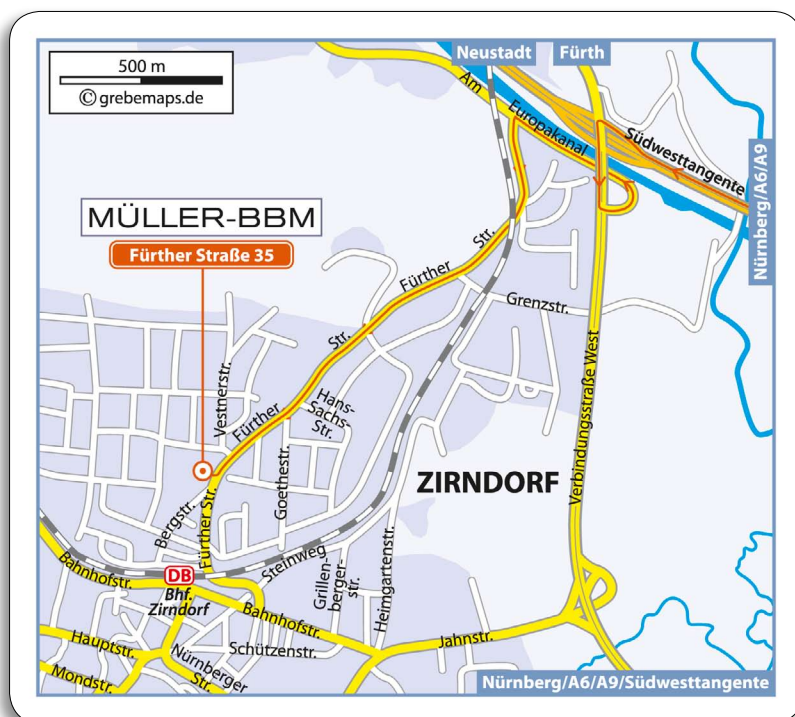 500 m
© grebemaps.de
Neustadt
Fürth
Am
Europakanal
Südwesttangente
Nürnberg/A6/A9
MÜLLER-BBM
Fürther Straße 35
Str.
Fürther
Grenzstr.
Str.
Verbindungsstraße West
Vestnerstr.
Hans-
Sachs-
Str.
Fürther
Goethestr.
ZIRNDORF
Bergstr.
Fürther Str.
Bahnhofstr.
DB
Bhf.
Zirndorf
Steinweg
Grillen-
berger-
str.
Heimgartenstr.
Bahnhofstr.
Jahnstr.
Hauptstr.
Schützenstr.
Nürnberger
Str.
Mondstr.
Nürnberg/A6/A9/Südwesttangente